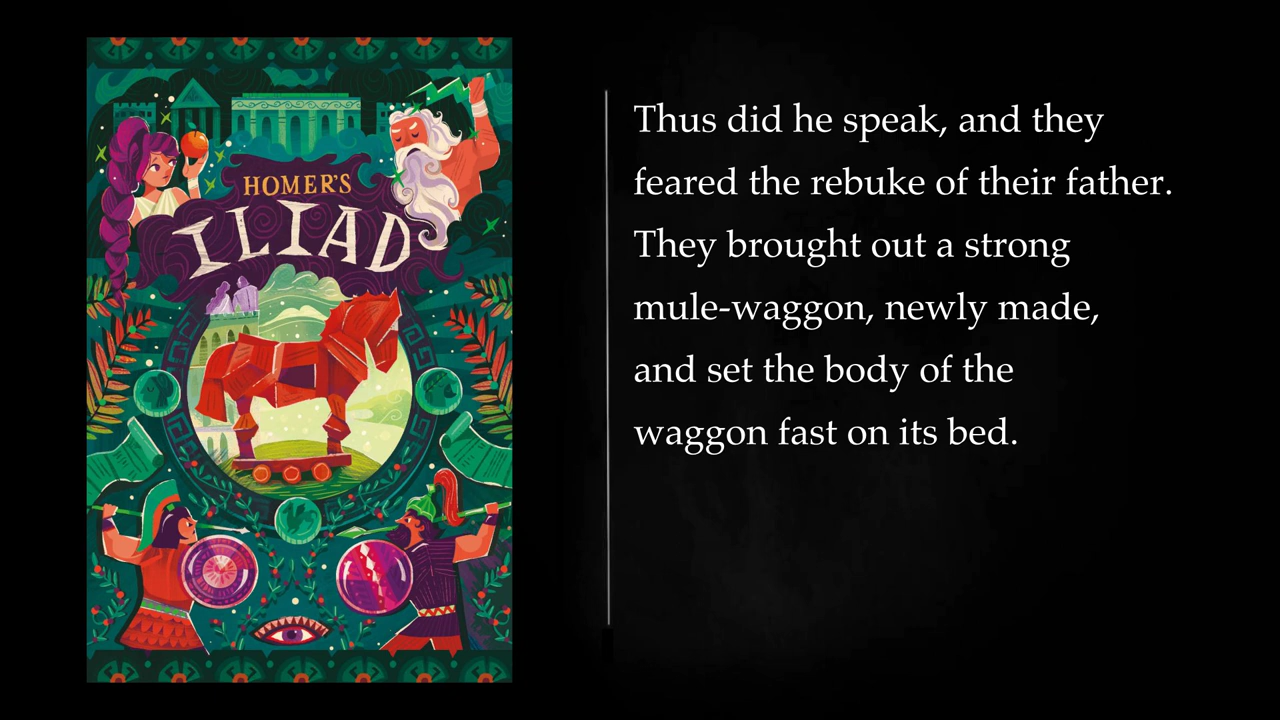 HOMER'S
ILIAD
Thus did he speak, and they
feared the rebuke of their father.
They brought out a strong
mule-waggon, newly made,
and set the body of the
waggon fast on its bed.